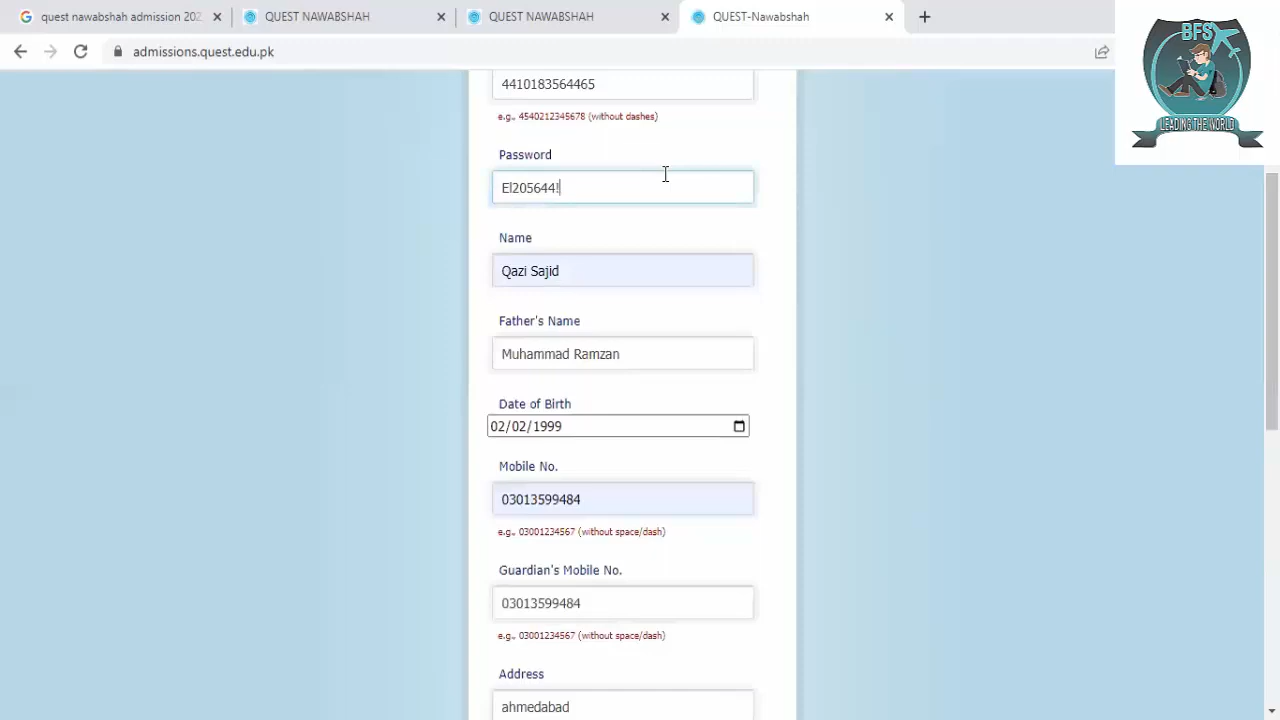 quest nawabshah admission 202
QUEST NAWABSHAH
QUEST NAWABSHAH
QUEST-Nawabshah
admissions.quest.edu.pk
BFS
LEADING THE WORLD
4410183564465
e.g., 4540212345678 (without dashes)
Password
El205644!
Name
Qazi Sajid
Father's Name
Muhammad Ramzan
Date of Birth
02/02/1999
Mobile No.
03013599484
e.g., 03001234567 (without space/dash)
Guardian's Mobile No.
03013599484
e.g., 03001234567 (without space/dash)
Address
ahmedabad